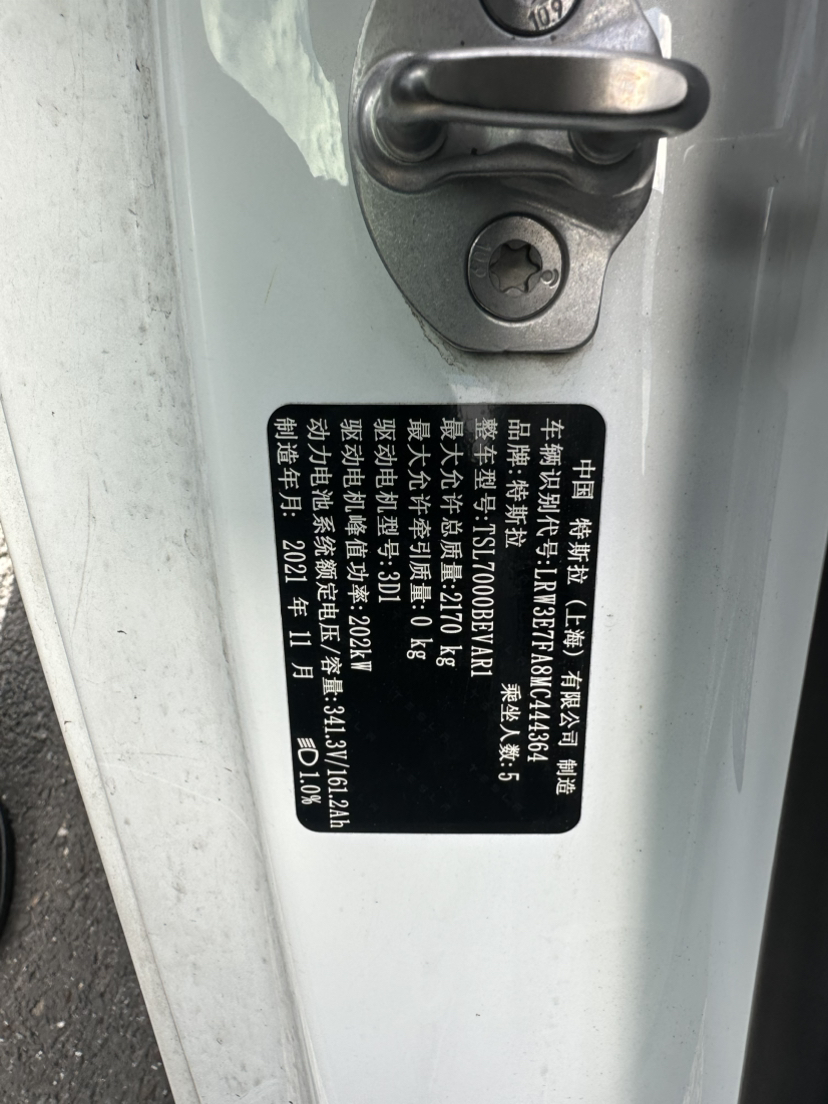 10.9
10.9
中国 特斯拉 (上海) 有限公司 制造
车辆识别代号:LRW3E7FA8MC444364
品牌:特斯拉 乘坐人数:5
整车型号:TSL7000BEVAR1
最大允许总质量:2170 kg
最大允许牵引质量:0 kg
驱动电机型号:3D1
驱动电机峰值功率:202kW
动力电池系统额定电压/容量:341.3V/161.2Ah
制造年月: 2021 年 11 月 1.0%